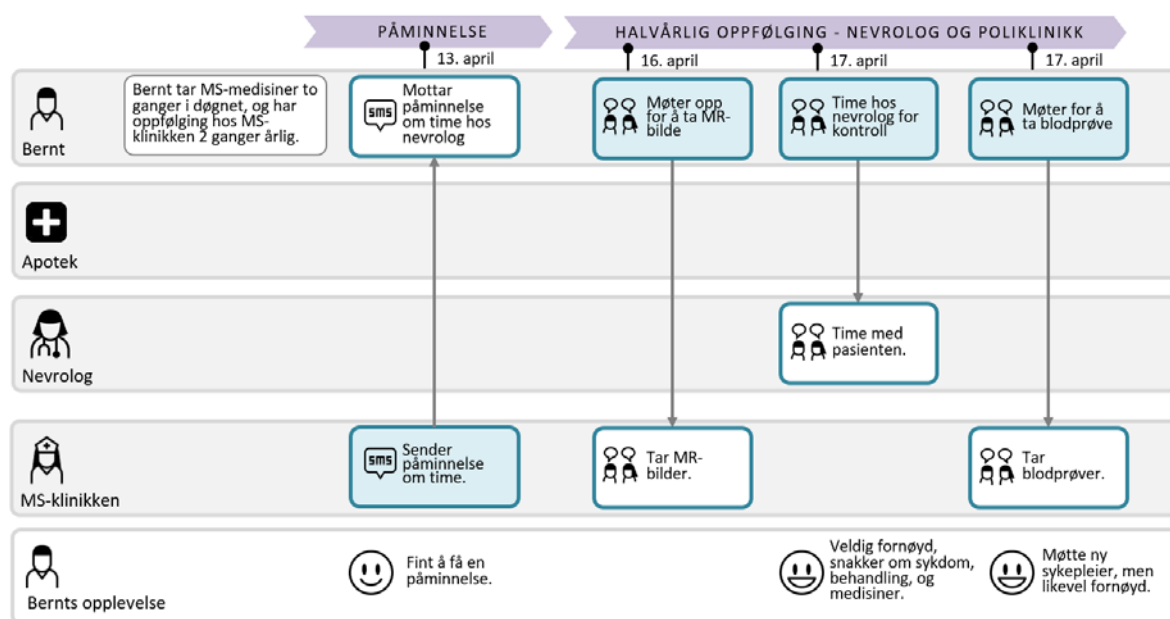 PÅMINNELSE
HALVÅRLIG OPPFØLGING - NEVROLOG OG POLIKLINIKK
13. april
16. april
17. april
17. april
Bernt
Bernt tar MS-medisiner to
ganger i døgnet, og har
oppfølging hos MS-
klinikken 2 ganger årlig.
sms
Mottar
påminnelse
om time hos
nevrolog
Møter opp
for å ta MR-
bilde
Time hos
nevrolog for
kontroll
Møter for å
ta blodprøve
Apotek
Nevrolog
Time med
pasienten.
MS-klinikken
sms
Sender
påminnelse
om time.
Tar MR-
bilder.
Tar
blodprøver.
Bernts opplevelse
Fint å få en
påminnelse.
Veldig fornøyd,
snakker om sykdom,
behandling, og
medisiner.
Møtte ny
sykepleier, men
likevel fornøyd.